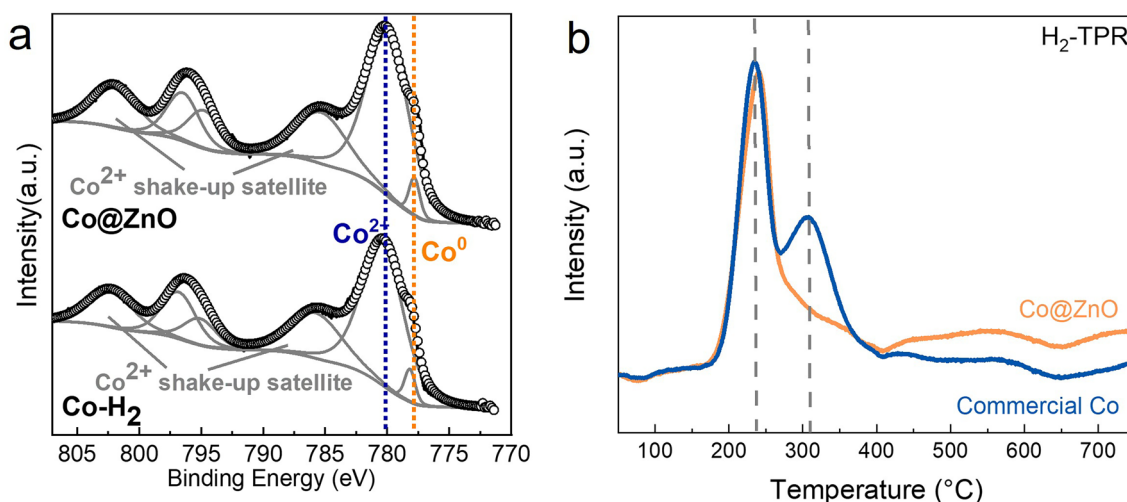 a
Intensity(a.u.)
Co²⁺ shake-up satellite
Co@ZnO
Co²⁺
Co⁰
Co²⁺ shake-up satellite
Co-H₂
805 800 795 790 785 780 775 770
Binding Energy (eV)
b
H₂-TPR
Intensity (a.u.)
Co@ZnO
Commercial Co
100 200 300 400 500 600 700
Temperature (°C)